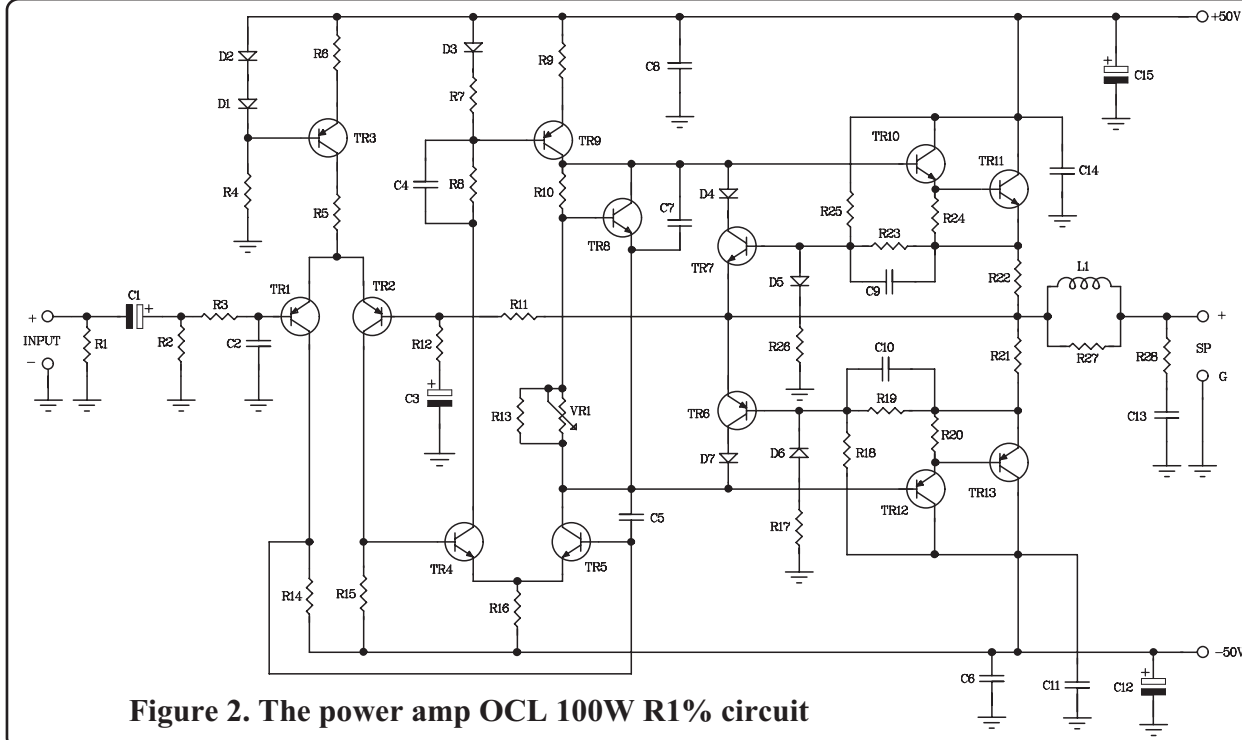 +50V
D2
R6
D3
R9
C8
+
C15
D1
R7
TR3
TR9
TR10
TR11
C14
R4
C4
R8
R10
C7
D4
R5
R25
R24
TR8
R23
TR7
D5
C9
R22
L1
C1
+
TR1
TR2
R3
R11
+
INPUT
-
R1
R2
C2
R12
R26
C10
R21
R27
R28
+
SP
G
+
C3
R13
VR1
TR6
R19
C13
D7
D6
R18
R20
TR12
TR13
C5
R17
TR4
TR5
R14
R15
R16
-50V
C6
C11
+
C12
Figure 2. The power amp OCL 100W R1% circuit